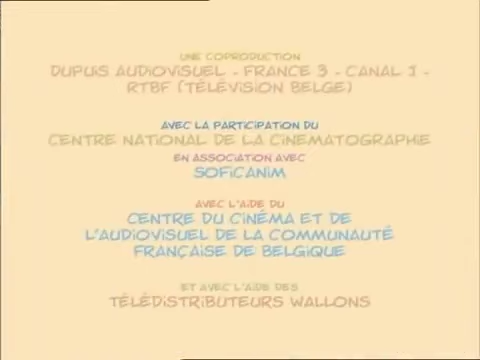 UNE COPRODUCTION
DUPUIS AUDIOVISUEL - FRANCE 3 - CANAL J -
RTBF (TÉLÉVISION BELGE)
AVEC LA PARTICIPATION DU
CENTRE NATIONAL DE LA CINEMATOGRAPHIE
EN ASSOCIATION AVEC
SOFICANIM
AVEC L'AIDE DU
CENTRE DU CINÉMA ET DE
L'AUDIOVISUEL DE LA COMMUNAUTÉ
FRANÇAISE DE BELGIQUE
ET AVEC L'AIDE DES
TÉLÉDISTRIBUTEURS WALLONS